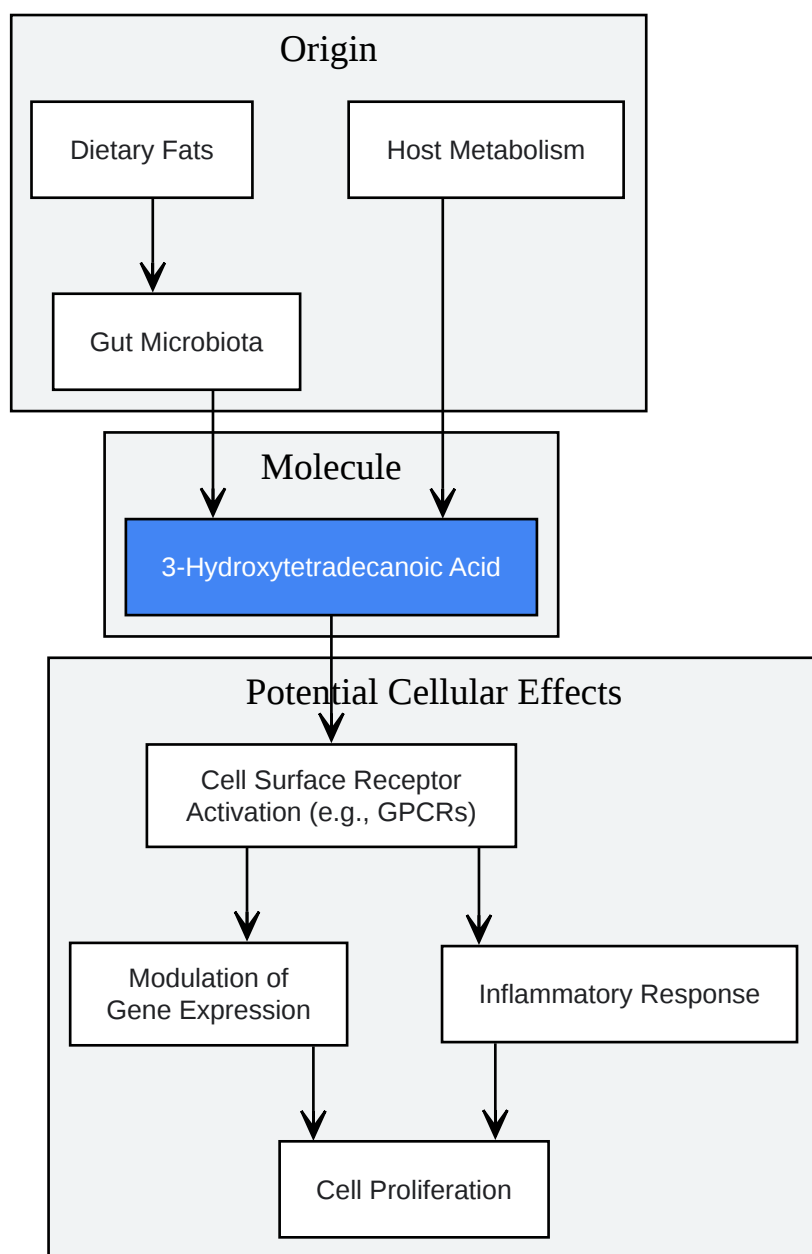 Origin
Dietary Fats
Host Metabolism
Gut Microbiota
Molecule
3-Hydroxytetradecanoic Acid
Potential Cellular Effects
Cell Surface Receptor
Activation (e.g., GPCRs)
Modulation of
Gene Expression
Inflammatory Response
Cell Proliferation